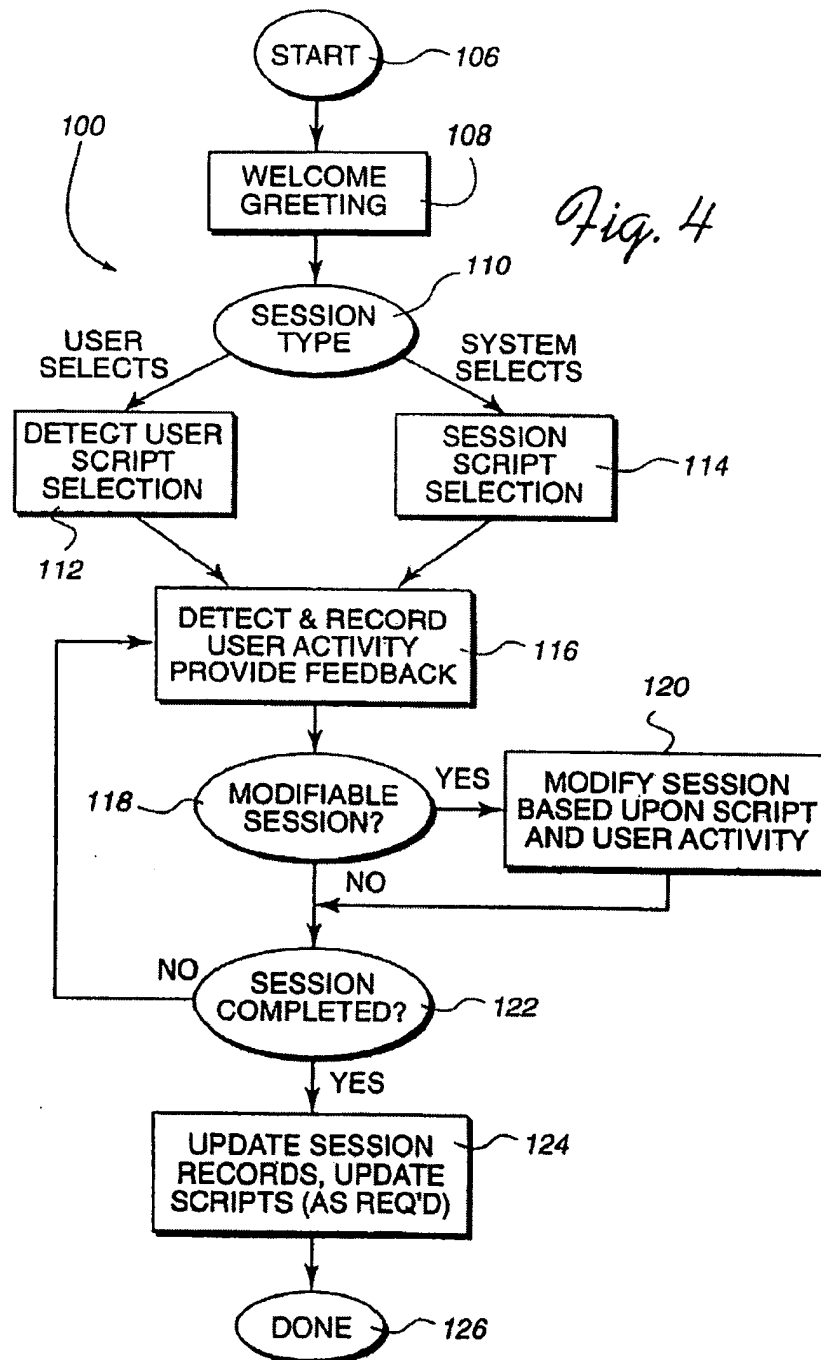 START
106
100
108
WELCOME
GREETING
Fig. 4
110
SESSION
TYPE
USER
SELECTS
SYSTEM
SELECTS
DETECT USER
SCRIPT
SELECTION
112
SESSION
SCRIPT
SELECTION
114
DETECT & RECORD
USER ACTIVITY
PROVIDE FEEDBACK
116
118
MODIFIABLE
SESSION?
YES
120
MODIFY SESSION
BASED UPON SCRIPT
AND USER ACTIVITY
NO
NO
SESSION
COMPLETED?
122
YES
UPDATE SESSION
RECORDS, UPDATE
SCRIPTS (AS REQ'D)
124
DONE
126